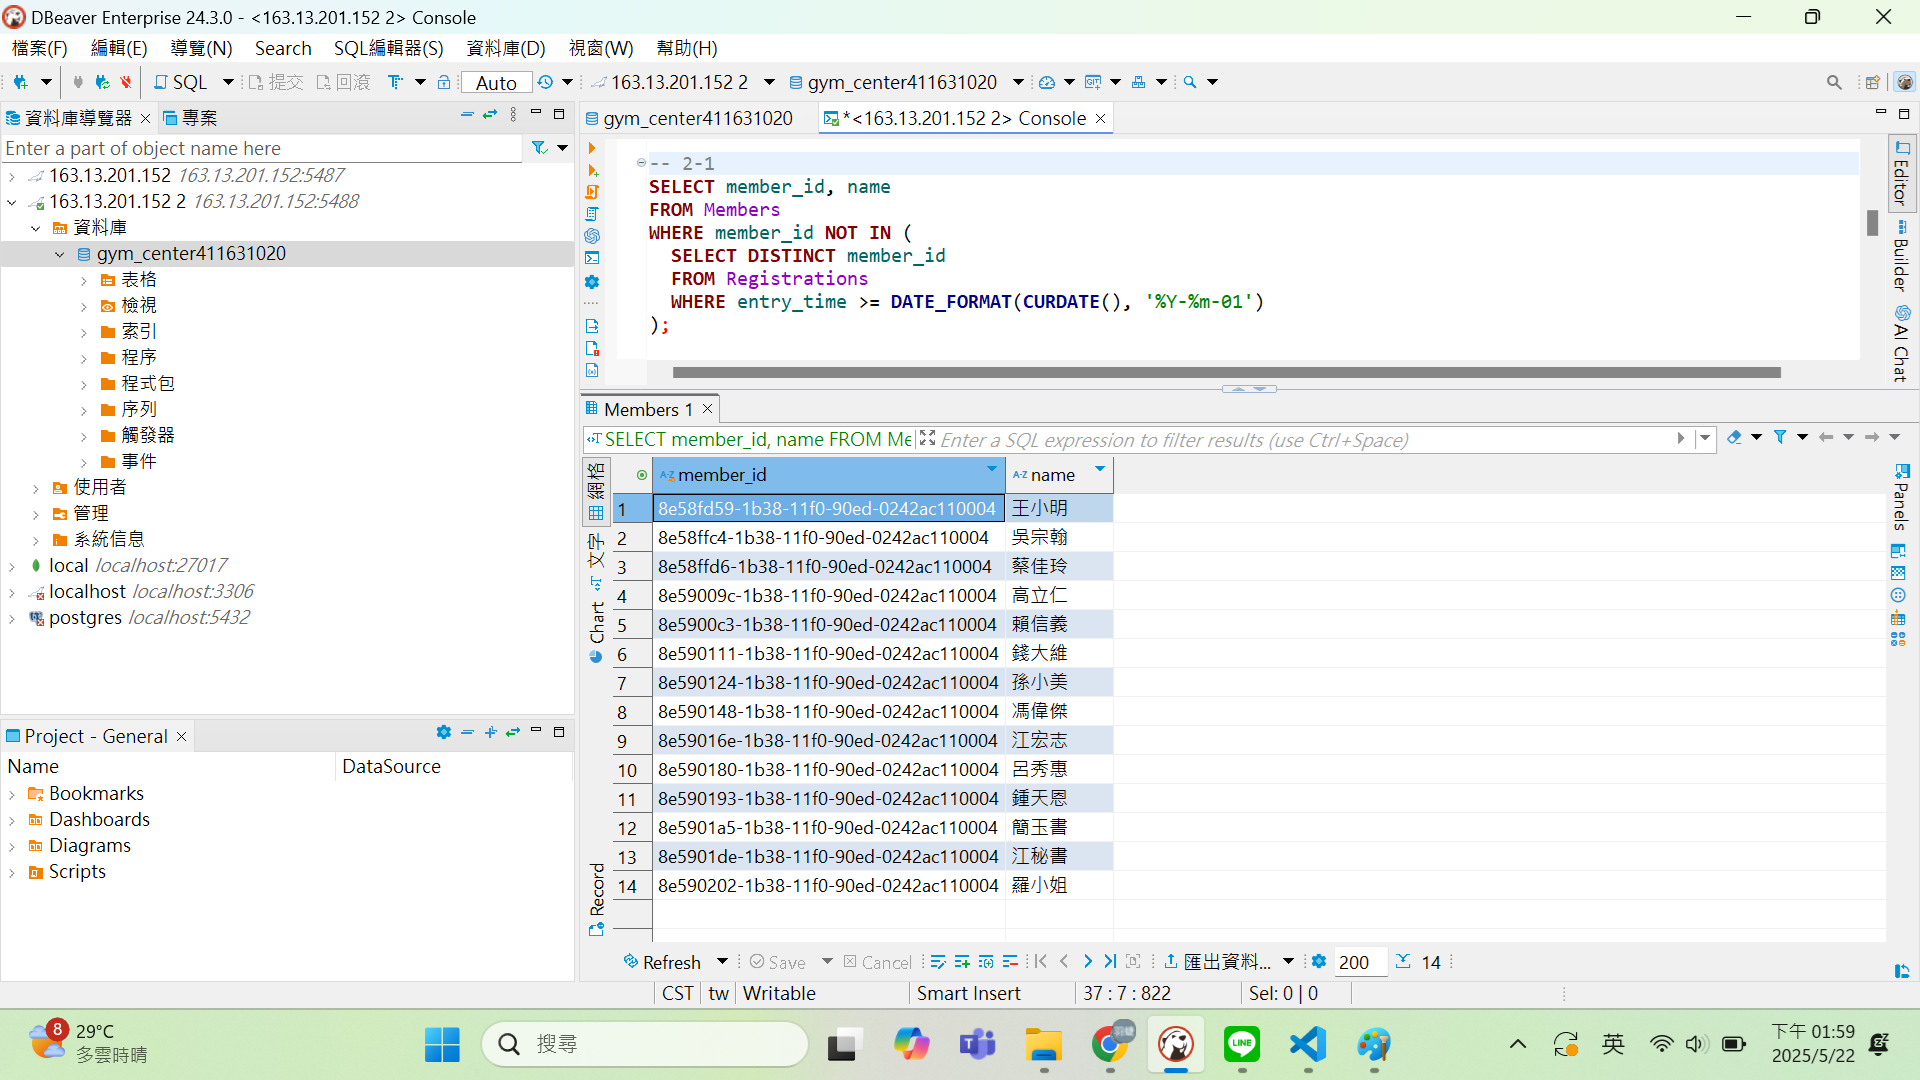 DBeaver Enterprise 24.3.0 - <163.13.201.152 2> Console
檔案(F) 編輯(E) 導覽(N) Search SQL編輯器(S) 資料庫(D) 視窗(W) 幫助(H)
SQL 提交 回滾 Auto 163.13.201.152 2 gym_center411631020
資料庫導覽器 專案
Enter a part of object name here
163.13.201.152 163.13.201.152:5487
163.13.201.152 2 163.13.201.152:5488
資料庫
gym_center411631020
表格
檢視
索引
程序
程式包
序列
觸發器
事件
使用者
管理
系統信息
local localhost:27017
localhost localhost:3306
postgres localhost:5432
Project - General
Name DataSource
Bookmarks
Dashboards
Diagrams
Scripts
gym_center411631020 *<163.13.201.152 2> Console
-- 2-1
SELECT member_id, name
FROM Members
WHERE member_id NOT IN (
SELECT DISTINCT member_id
FROM Registrations
WHERE entry_time >= DATE_FORMAT(CURDATE(), '%Y-%m-01')
);
Editor
Builder
AI Chat
Members 1
SELECT member_id, name FROM Me Enter a SQL expression to filter results (use Ctrl+Space)
網格
文字
Chart
Record
Panels
member_id name
1 8e58fd59-1b38-11f0-90ed-0242ac110004 王小明
2 8e58ffc4-1b38-11f0-90ed-0242ac110004 吳宗翰
3 8e58ffd6-1b38-11f0-90ed-0242ac110004 蔡佳玲
4 8e59009c-1b38-11f0-90ed-0242ac110004 高立仁
5 8e5900c3-1b38-11f0-90ed-0242ac110004 賴信義
6 8e590111-1b38-11f0-90ed-0242ac110004 錢大維
7 8e590124-1b38-11f0-90ed-0242ac110004 孫小美
8 8e590148-1b38-11f0-90ed-0242ac110004 馮偉傑
9 8e59016e-1b38-11f0-90ed-0242ac110004 江宏志
10 8e590180-1b38-11f0-90ed-0242ac110004 呂秀惠
11 8e590193-1b38-11f0-90ed-0242ac110004 鍾天恩
12 8e5901a5-1b38-11f0-90ed-0242ac110004 簡玉書
13 8e5901de-1b38-11f0-90ed-0242ac110004 江秘書
14 8e590202-1b38-11f0-90ed-0242ac110004 羅小姐
Refresh Save Cancel 匯出資料... 200 14
CST tw Writable Smart Insert 37 : 7 : 822 Sel: 0 | 0
8 29°C
多雲時晴
搜尋
英
下午 01:59
2025/5/22